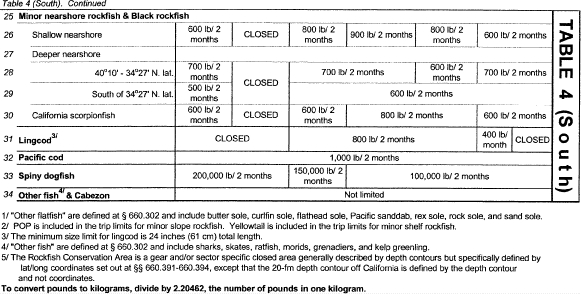 Table 4 (South). Continued
25 Minor nearshore rockfish & Black rockfish
26 Shallow nearshore 600 lb/ 2 months CLOSED 800 lb/ 2 months 900 lb/ 2 months 800 lb/ 2 months 600 lb/ 2 months
27 Deeper nearshore
28 40°10' - 34°27' N. lat. 700 lb/ 2 months CLOSED 700 lb/ 2 months 600 lb/ 2 months 700 lb/ 2 months
29 South of 34°27' N. lat. 500 lb/ 2 months 600 lb/ 2 months
30 California scorpionfish 600 lb/ 2 months CLOSED 600 lb/ 2 months 800 lb/ 2 months 600 lb/ 2 months
31 Lingcod3/ CLOSED 800 lb/ 2 months 400 lb/ month CLOSED
32 Pacific cod 1,000 lb/ 2 months
33 Spiny dogfish 200,000 lb/ 2 months 150,000 lb/ 2 months 100,000 lb/ 2 months
34 Other fish4/ & Cabezon Not limited
TABLE 4 (South)
1/ "Other flatfish" are defined at § 660.302 and include butter sole, curlfin sole, flathead sole, Pacific sanddab, rex sole, rock sole, and sand sole.
2/ POP is included in the trip limits for minor slope rockfish. Yellowtail is included in the trip limits for minor shelf rockfish.
3/ The minimum size limit for lingcod is 24 inches (61 cm) total length.
4/ "Other fish" are defined at § 660.302 and include sharks, skates, ratfish, morids, grenadiers, and kelp greenling.
5/ The Rockfish Conservation Area is a gear and/or sector specific closed area generally described by depth contours but specifically defined by
lat/long coordinates set out at §§ 660.391-660.394, except that the 20-fm depth contour off California is defined by the depth contour
and not coordinates.
To convert pounds to kilograms, divide by 2.20462, the number of pounds in one kilogram.